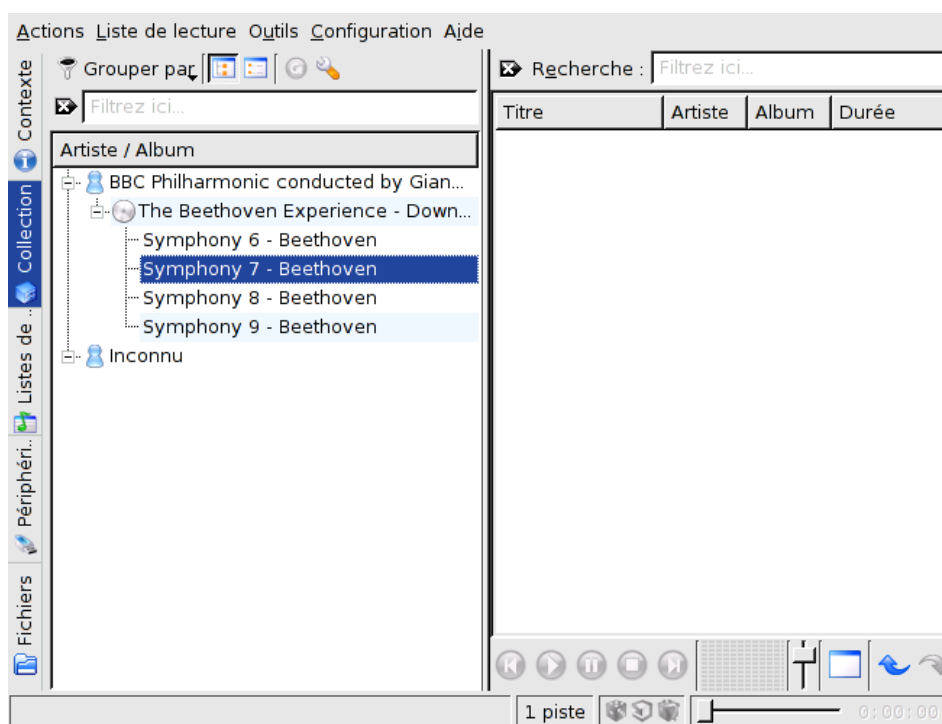 Actions Liste de lecture Outils Configuration Aide
Contexte
Collection
Listes de ..
Périphéri..
Fichiers
Grouper par
Filtrez ici...
Artiste / Album
BBC Philharmonic conducted by Gian...
The Beethoven Experience - Down...
Symphony 6 - Beethoven
Symphony 7 - Beethoven
Symphony 8 - Beethoven
Symphony 9 - Beethoven
Inconnu
Recherche : Filtrez ici...
Titre Artiste Album Durée
1 piste 0:00:00